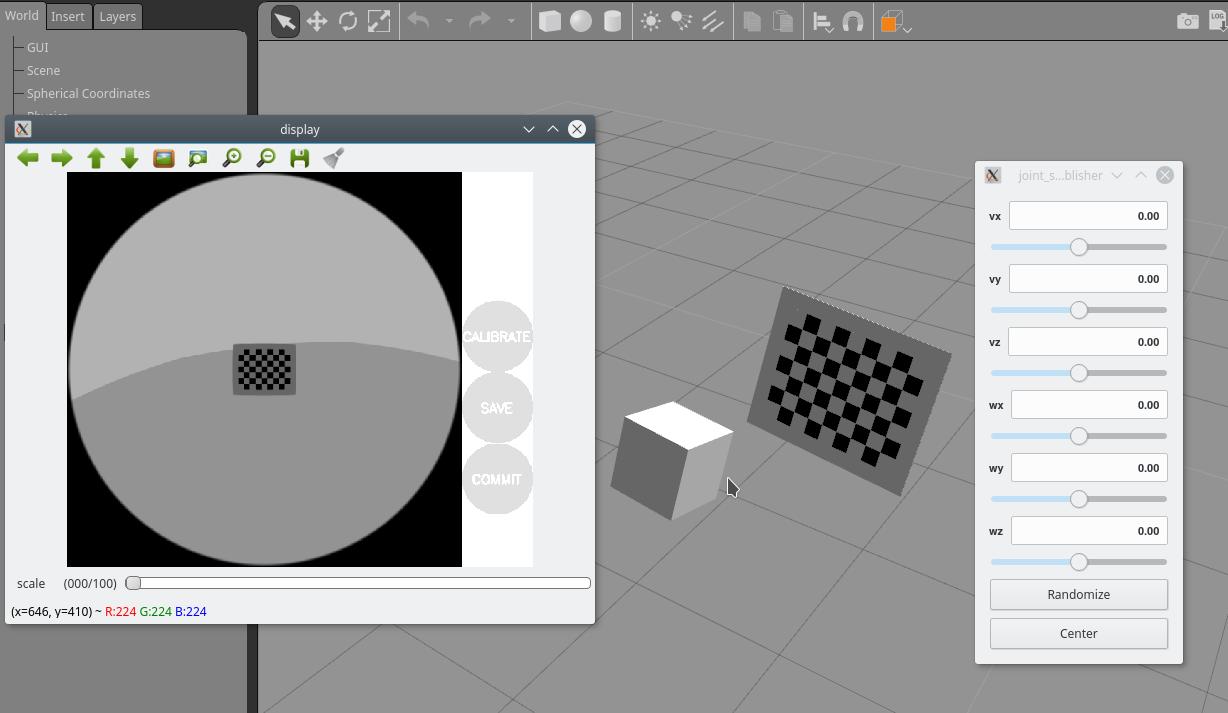 World
Insert
Layers
GUI
Scene
Spherical Coordinates
Physics
LOG
display
CALIBRATE
SAVE
COMMIT
scale (000/100)
(x=646, y=410) ~ R:224 G:224 B:224
joint_s...blisher
vx 0.00
vy 0.00
vz 0.00
wx 0.00
wy 0.00
wz 0.00
Randomize
Center